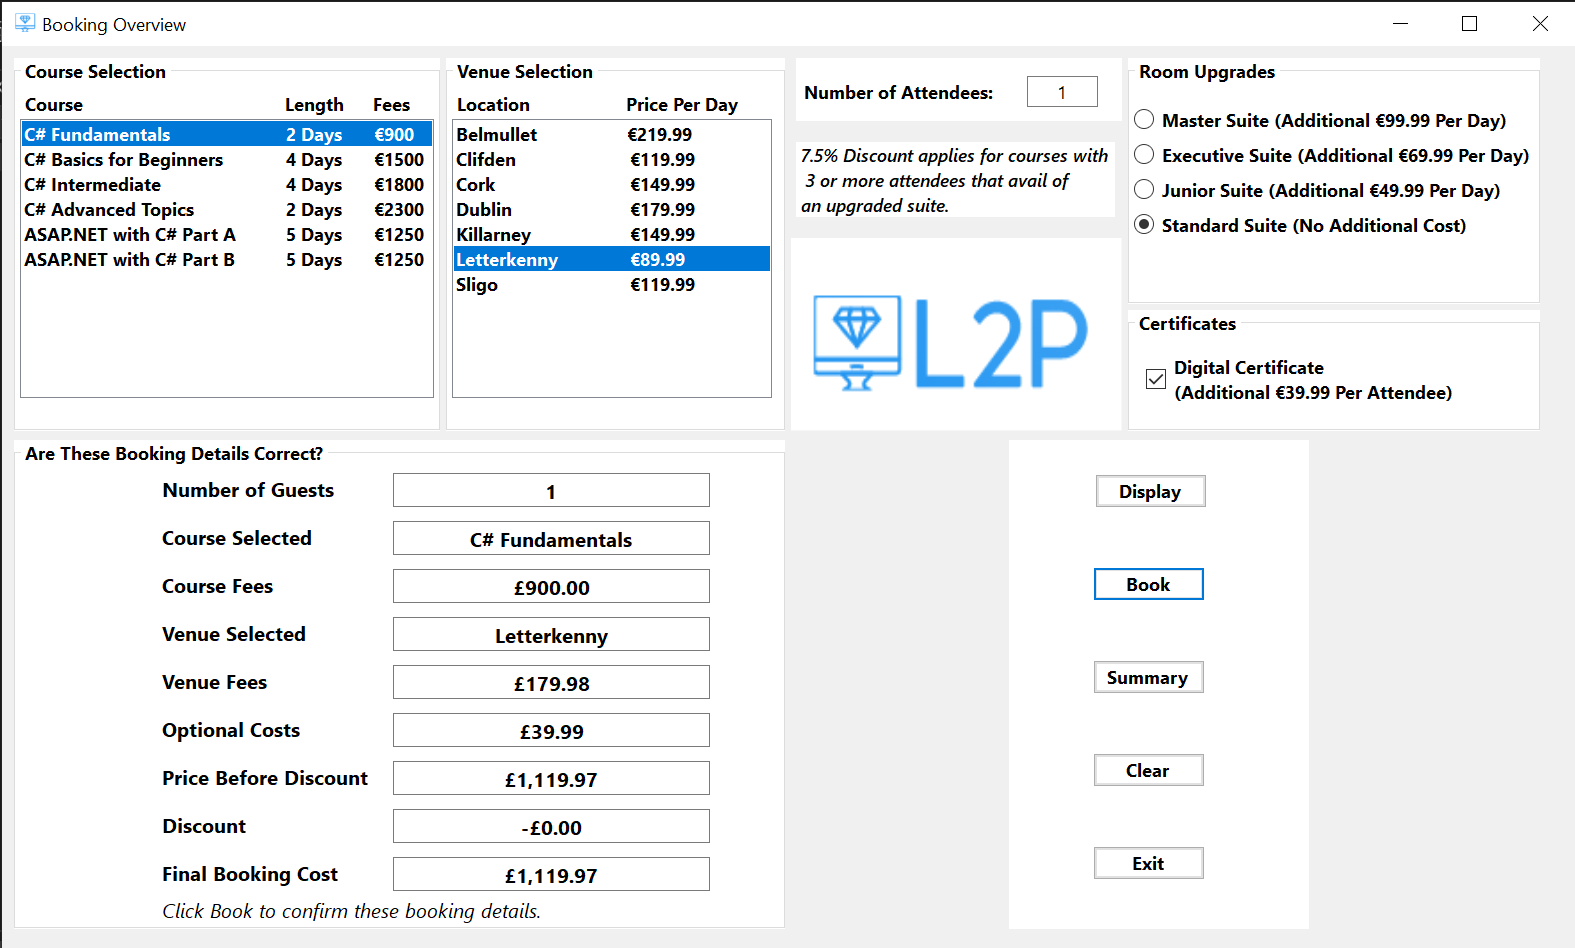 Booking Overview
Course Selection
Course Length Fees
C# Fundamentals 2 Days €900
C# Basics for Beginners 4 Days €1500
C# Intermediate 4 Days €1800
C# Advanced Topics 2 Days €2300
ASAP.NET with C# Part A 5 Days €1250
ASAP.NET with C# Part B 5 Days €1250
Venue Selection
Location Price Per Day
Belmullet €219.99
Clifden €119.99
Cork €149.99
Dublin €179.99
Killarney €149.99
Letterkenny €89.99
Sligo €119.99
Number of Attendees: 1
7.5% Discount applies for courses with
3 or more attendees that avail of
an upgraded suite.
L2P
Room Upgrades
Master Suite (Additional €99.99 Per Day)
Executive Suite (Additional €69.99 Per Day)
Junior Suite (Additional €49.99 Per Day)
Standard Suite (No Additional Cost)
Certificates
Digital Certificate
(Additional €39.99 Per Attendee)
Are These Booking Details Correct?
Number of Guests 1
Course Selected C# Fundamentals
Course Fees £900.00
Venue Selected Letterkenny
Venue Fees £179.98
Optional Costs £39.99
Price Before Discount £1,119.97
Discount -£0.00
Final Booking Cost £1,119.97
Click Book to confirm these booking details.
Display
Book
Summary
Clear
Exit